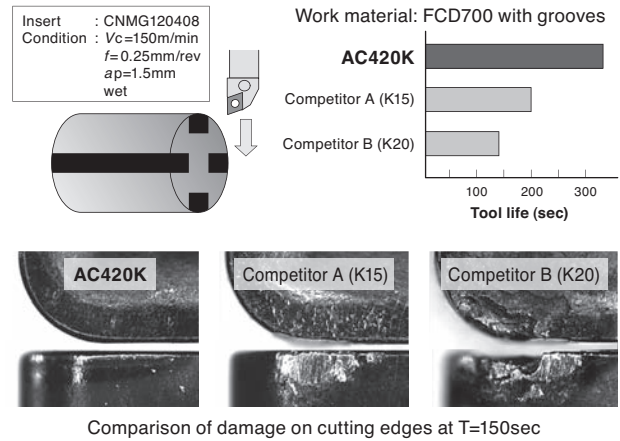 Insert : CNMG120408
Condition : Vc=150m/min
f=0.25mm/rev
ap=1.5mm
wet
Work material: FCD700 with grooves
AC420K
Competitor A (K15)
Competitor B (K20)
100 200 300
Tool life (sec)
AC420K
Competitor A (K15)
Competitor B (K20)
Comparison of damage on cutting edges at T=150sec